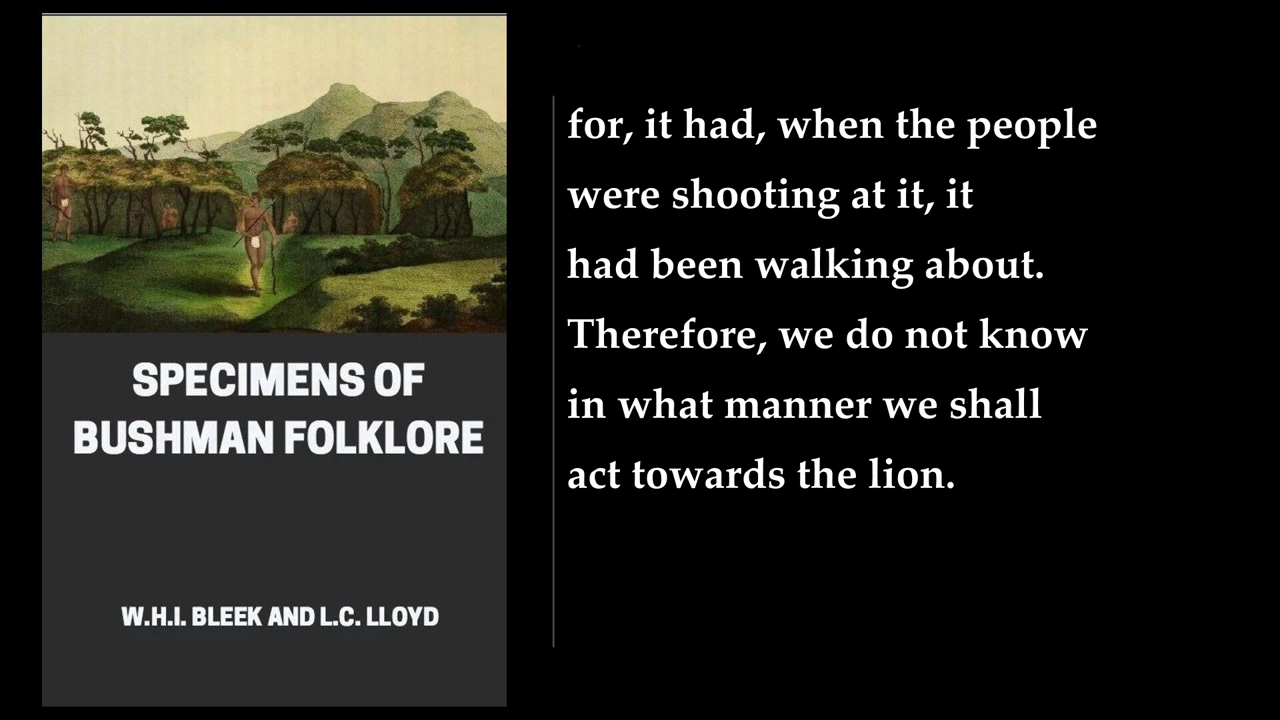 SPECIMENS OF
BUSHMAN FOLKLORE
W.H.I. BLEEK AND L.C. LLOYD
for, it had, when the people
were shooting at it, it
had been walking about.
Therefore, we do not know
in what manner we shall
act towards the lion.